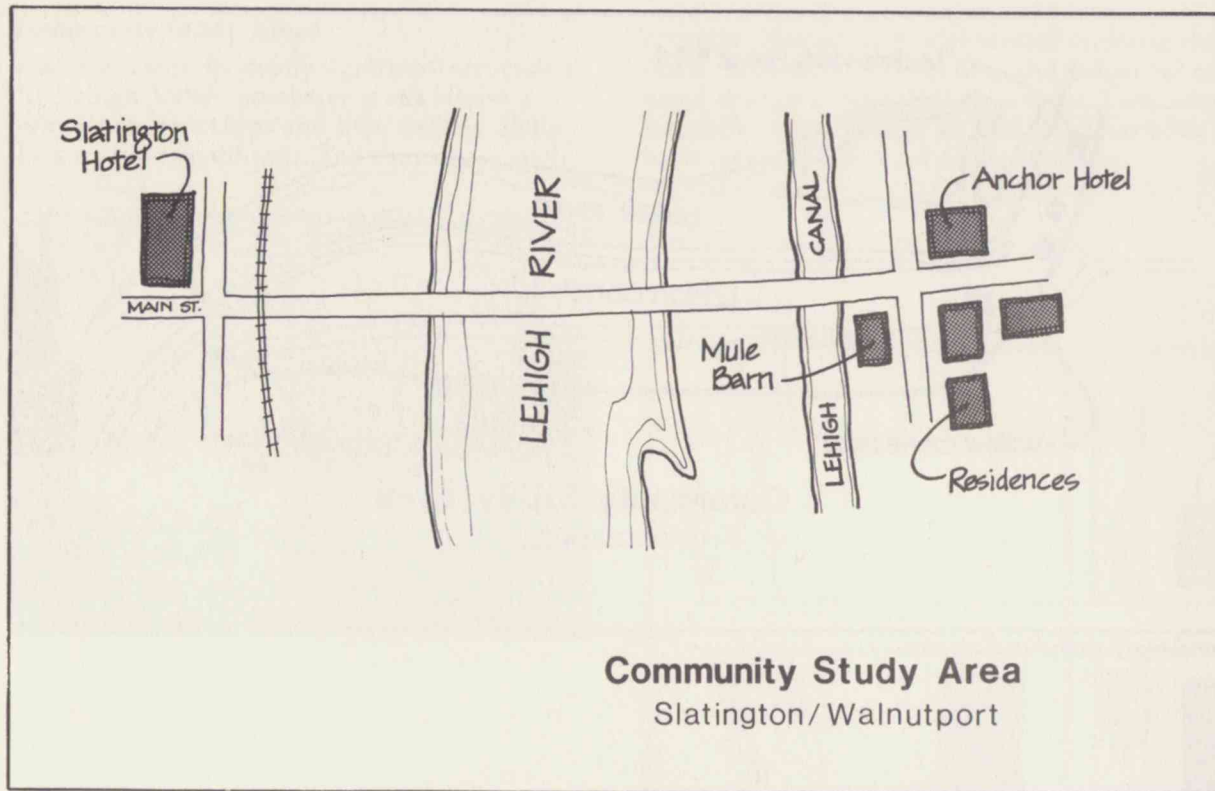 Slatington
Hotel
MAIN ST.
LEHIGH RIVER
CANAL
LEHIGH
Anchor Hotel
Mule
Barn
Residences
Community Study Area
Slatington/Walnutport